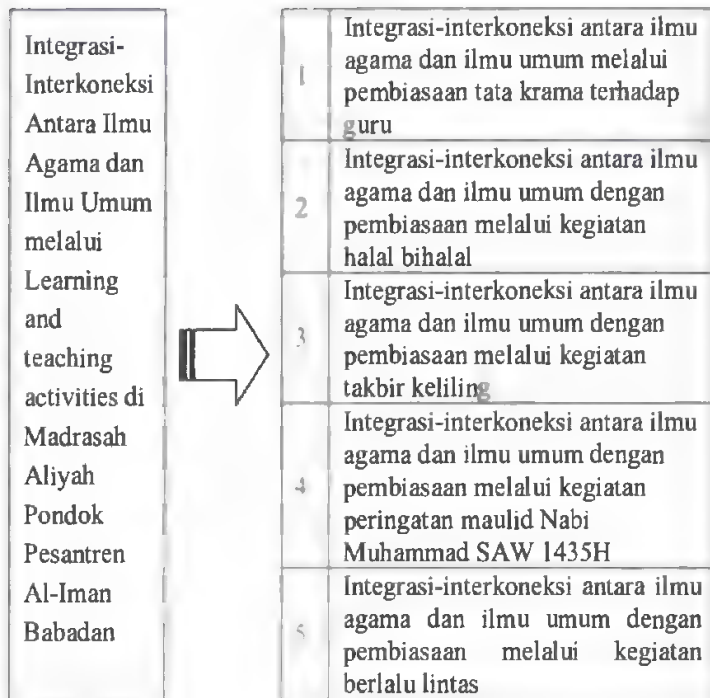 Integrasi-
Interkoneksi
Antara Ilmu
Agama dan
Ilmu Umum
melalui
Learning
and
teaching
activities di
Madrasah
Aliyah
Pondok
Pesantren
Al-Iman
Babadan
1
Integrasi-interkoneksi antara ilmu
agama dan ilmu umum melalui
pembiasaan tata krama terhadap
guru
2
Integrasi-interkoneksi antara ilmu
agama dan ilmu umum dengan
pembiasaan melalui kegiatan
halal bihalal
3
Integrasi-interkoneksi antara ilmu
agama dan ilmu umum dengan
pembiasaan melalui kegiatan
takbir keliling
4
Integrasi-interkoneksi antara ilmu
agama dan ilmu umum dengan
pembiasaan melalui kegiatan
peringatan maulid Nabi
Muhammad SAW 1435H
5
Integrasi-interkoneksi antara ilmu
agama dan ilmu umum dengan
pembiasaan melalui kegiatan
berlalu lintas